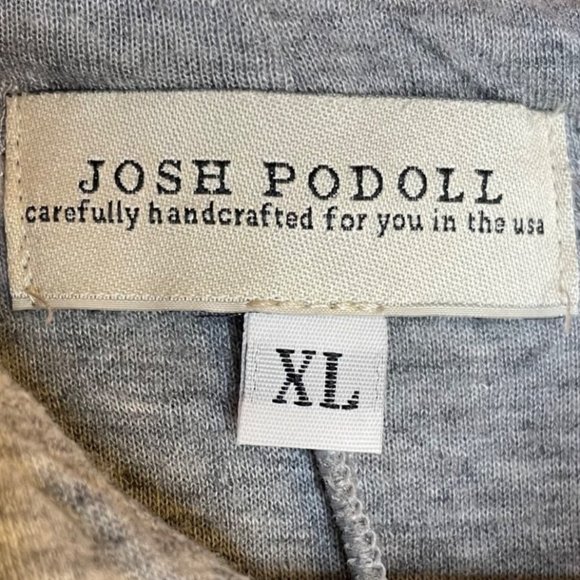 JOSH PODOLL
carefully handcrafted for you in the usa
XL